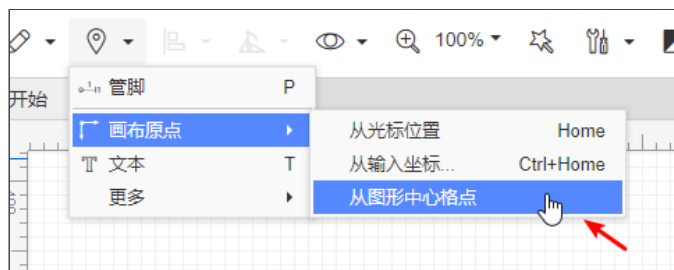 100%
开始
管脚 P
画布原点
从光标位置 Home
文本 T
从输入坐标... Ctrl+Home
更多
从图形中心格点